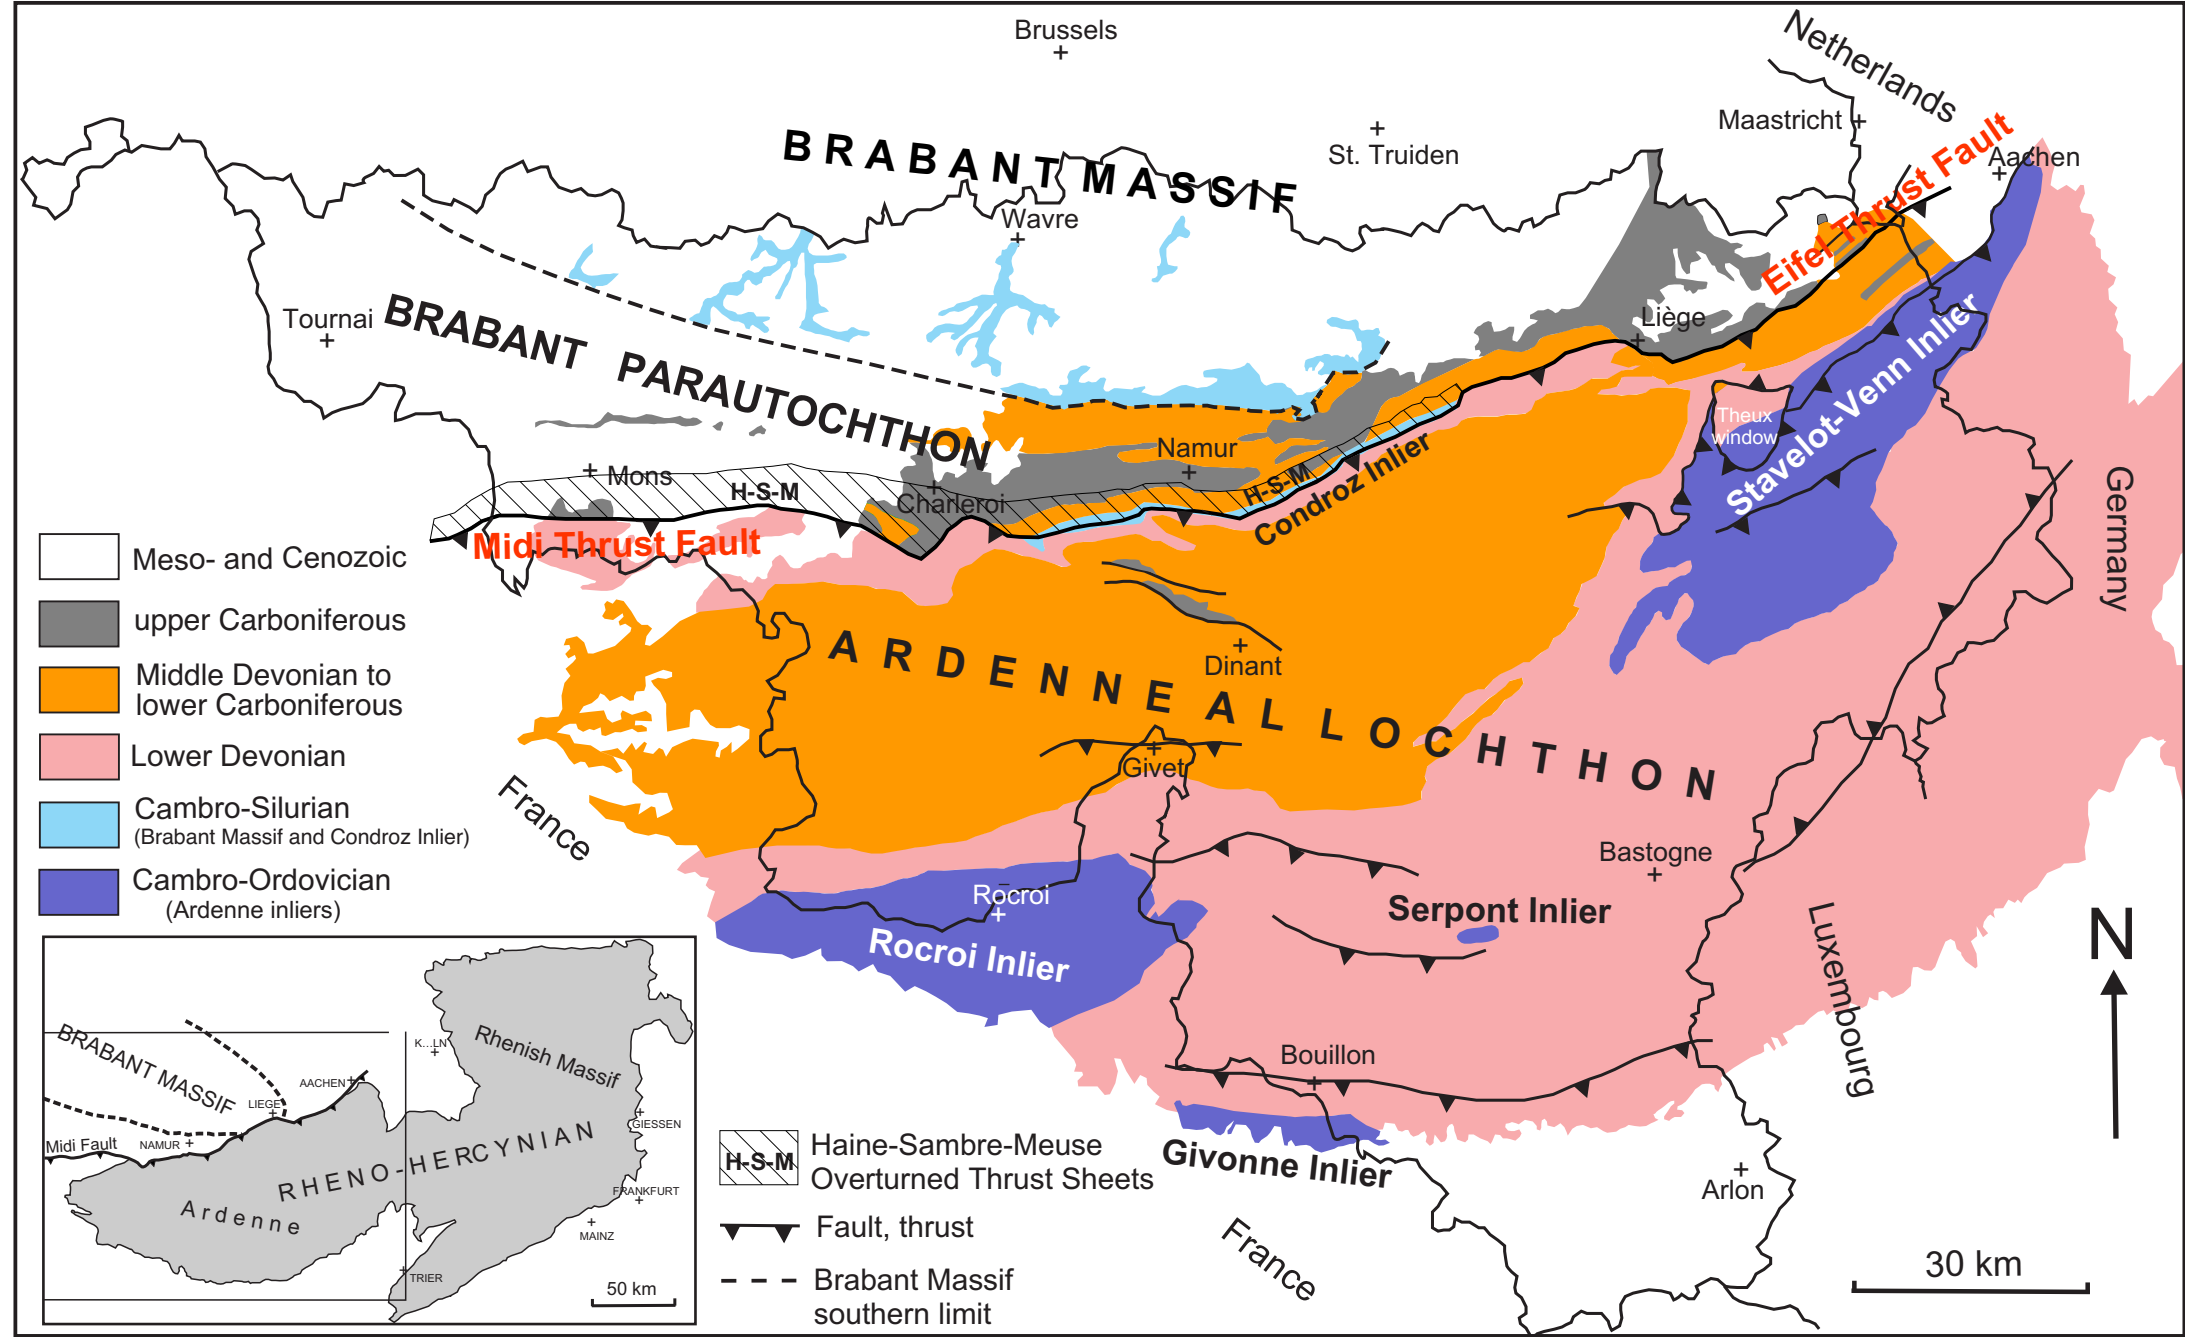 Brussels
Netherlands
Maastricht
St. Truiden
BRABANT MASSIF
Aachen
Eifel Thrust Fault
Wavre
Tournai
BRABANT PARAUTOCHTHON
Liège
Stavelot-Venn Inlier
Theux
window
Namur
Mons
H-S-M
Charleroi
H-S-M
Condroz Inlier
Midi Thrust Fault
Germany
Meso- and Cenozoic
upper Carboniferous
Middle Devonian to
lower Carboniferous
Lower Devonian
Cambro-Silurian
(Brabant Massif and Condroz Inlier)
Cambro-Ordovician
(Ardenne inliers)
ARDENNE ALLOCHTHON
Dinant
Givet
France
Bastogne
Rocroi
Rocroi Inlier
Serpont Inlier
Luxembourg
N
Bouillon
Givonne Inlier
Arlon
France
30 km
BRABANT MASSIF
K...LN
Rhenish Massif
AACHEN
LIEGE
Midi Fault
NAMUR
GIESSEN
RHENO-HERCYNIAN
Ardenne
FRANKFURT
MAINZ
TRIER
50 km
H-S-M
Haine-Sambre-Meuse
Overturned Thrust Sheets
Fault, thrust
Brabant Massif
southern limit